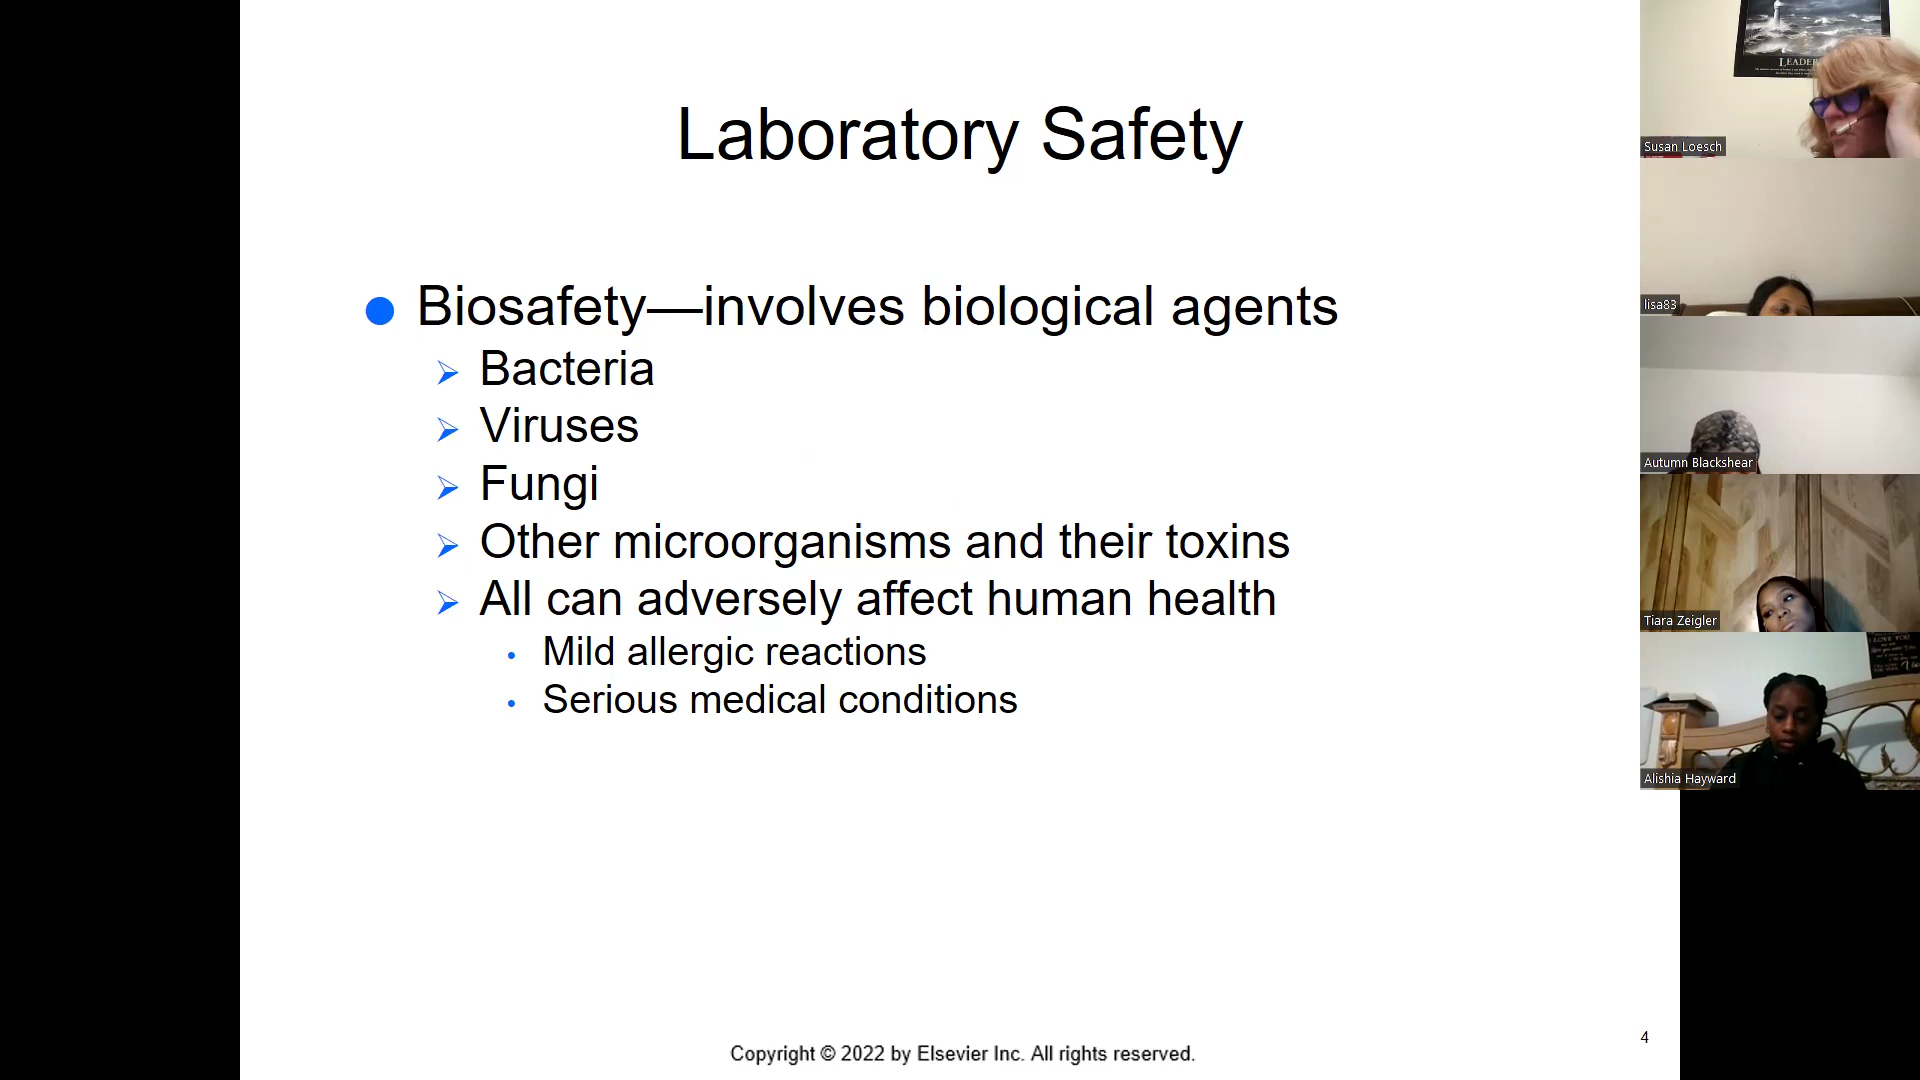 Laboratory Safety
Biosafety—involves biological agents
Bacteria
Viruses
Fungi
Other microorganisms and their toxins
All can adversely affect human health
Mild allergic reactions
Serious medical conditions
4
Copyright © 2022 by Elsevier Inc. All rights reserved.
Susan Loesch
lisa83
Autumn Blackshear
Tiara Zeigler
Alishia Hayward